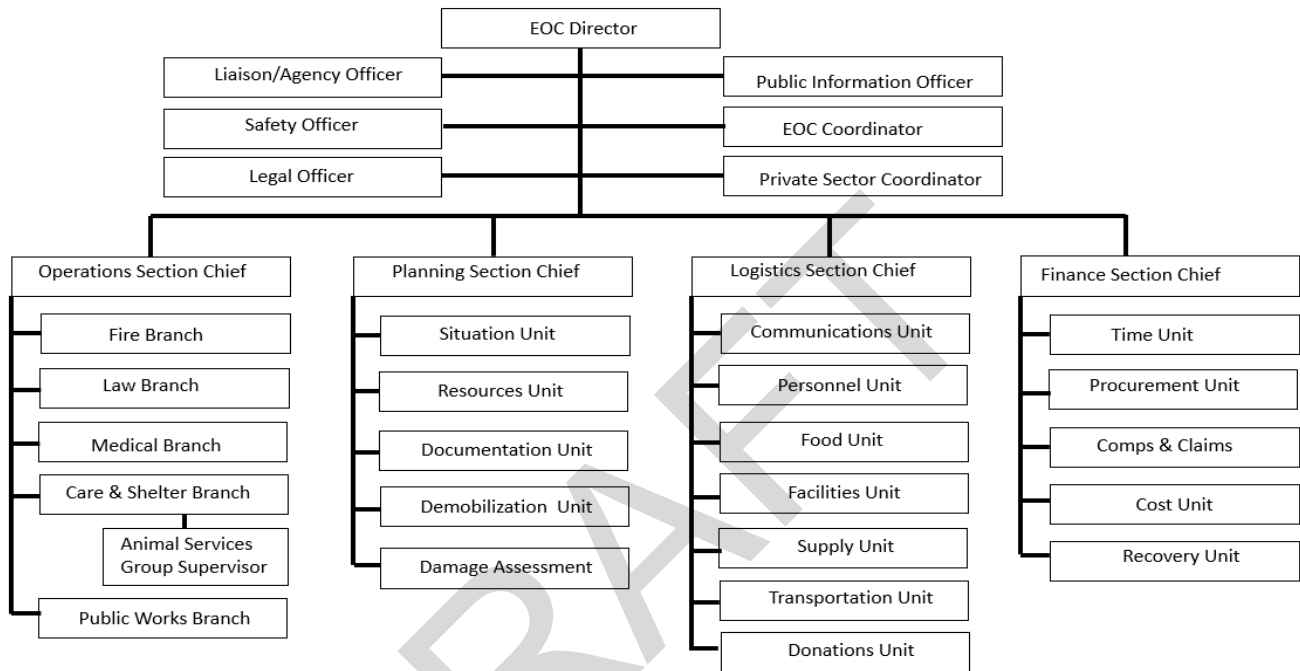 EOC Director
Liaison/Agency Officer
Public Information Officer
Safety Officer
EOC Coordinator
Legal Officer
Private Sector Coordinator
Operations Section Chief
Fire Branch
Law Branch
Medical Branch
Care & Shelter Branch
Animal Services
Group Supervisor
Public Works Branch
Planning Section Chief
Situation Unit
Resources Unit
Documentation Unit
Demobilization Unit
Damage Assessment
Logistics Section Chief
Communications Unit
Personnel Unit
Food Unit
Facilities Unit
Supply Unit
Transportation Unit
Donations Unit
Finance Section Chief
Time Unit
Procurement Unit
Comps & Claims
Cost Unit
Recovery Unit
RAFT